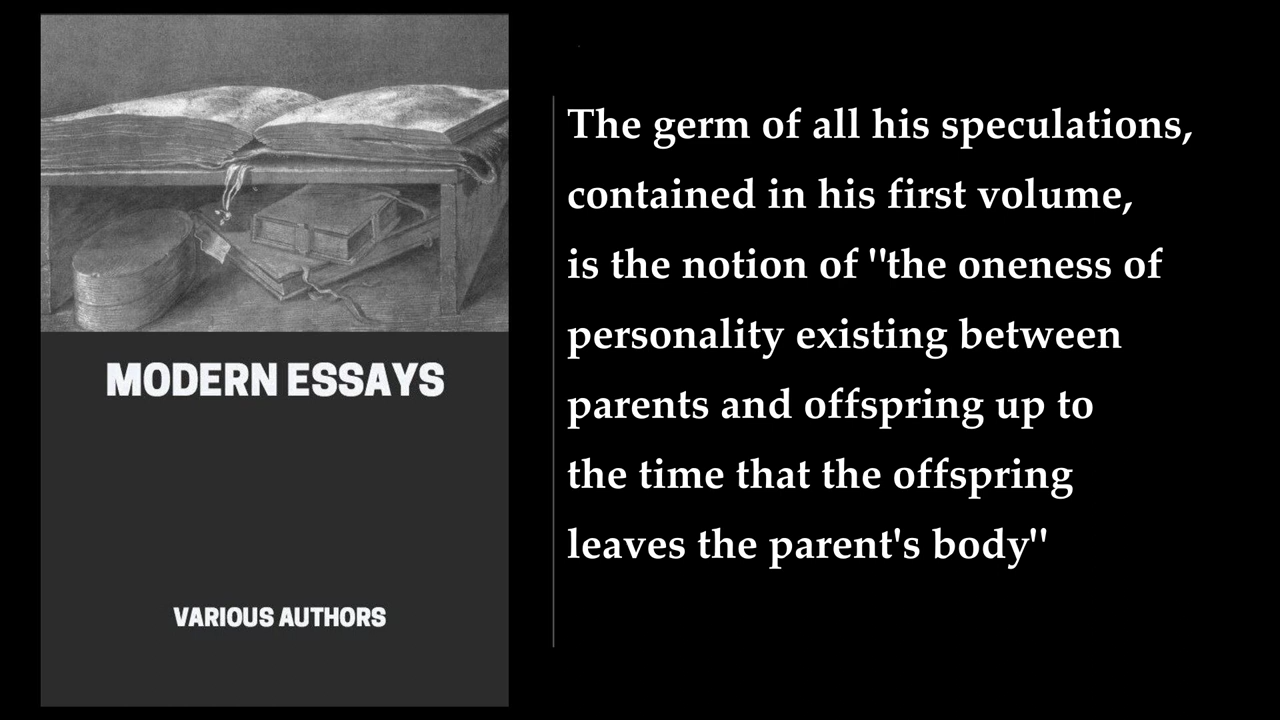 MODERN ESSAYS
VARIOUS AUTHORS
The germ of all his speculations,
contained in his first volume,
is the notion of "the oneness of
personality existing between
parents and offspring up to
the time that the offspring
leaves the parent's body"